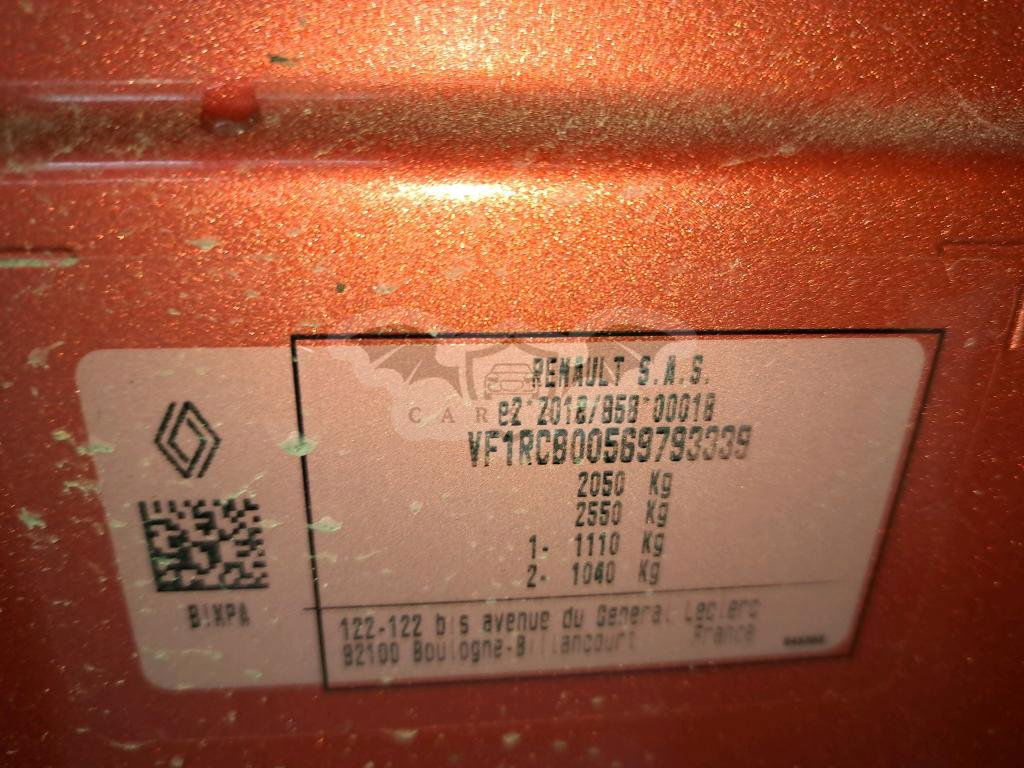 RENAULT S.A.S.
e2*2018/858*00018
VF1RCB00569793339
2050 Kg
2550 Kg
1- 1110 Kg
2- 1040 Kg
122-122 bis avenue du General Leclerc
92100 Boulogne-Billancourt France
CAR